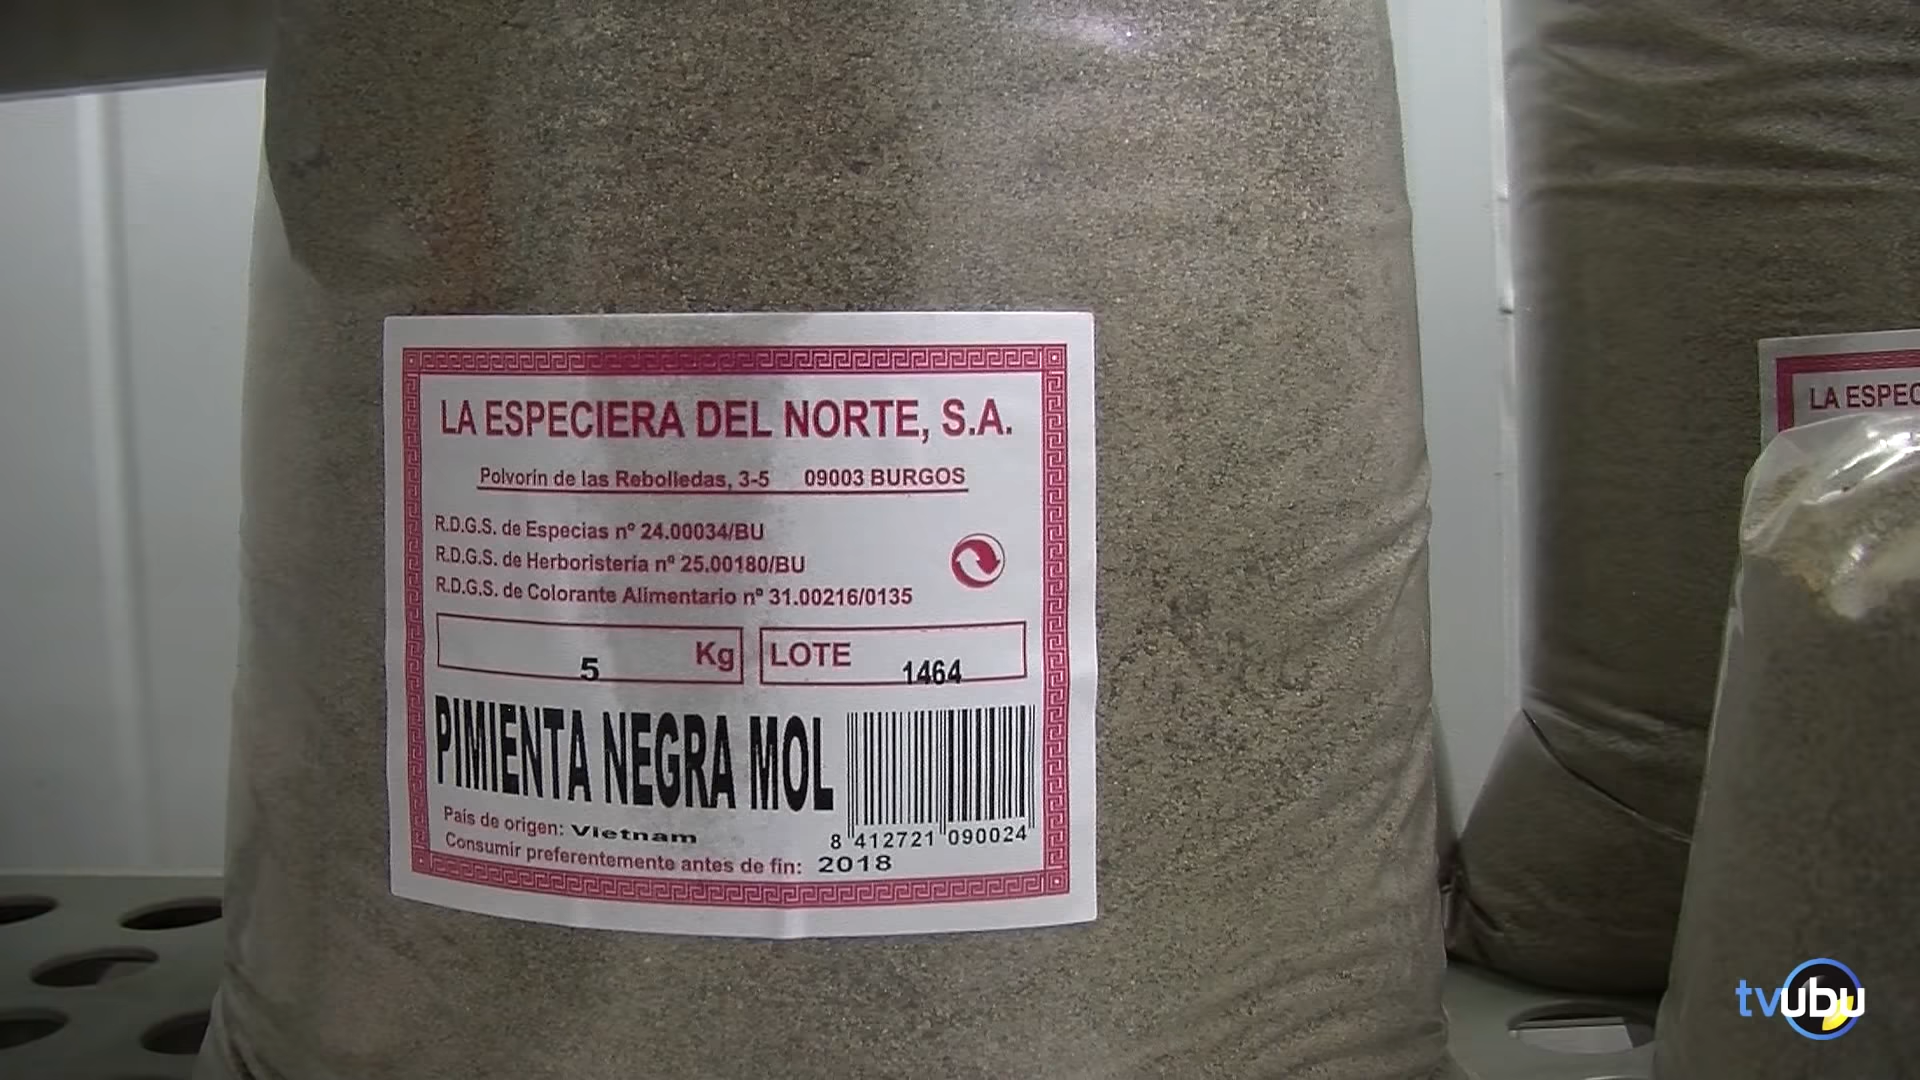 LA ESPECIERA DEL NORTE, S.A.
Polvorín de las Rebolledas, 3-5 09003 BURGOS
R.D.G.S. de Especias nº 24.00034/BU
R.D.G.S. de Herboristería nº 25.00180/BU
R.D.G.S. de Colorante Alimentario nº 31.00216/0135
5 Kg LOTE 1464
PIMIENTA NEGRA MOL
País de origen: Vietnam
8 412721 090024
Consumir preferentemente antes de fin: 2018
LA ESPEC
tvubu